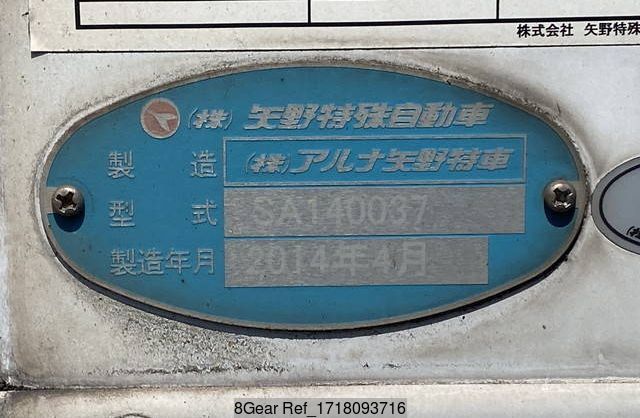 株式会社 矢野特殊
(株) 矢野特殊自動車
製造 (株) アルナ矢野特車
型式
製造年月 2014年4月
8Gear Ref_1718093716